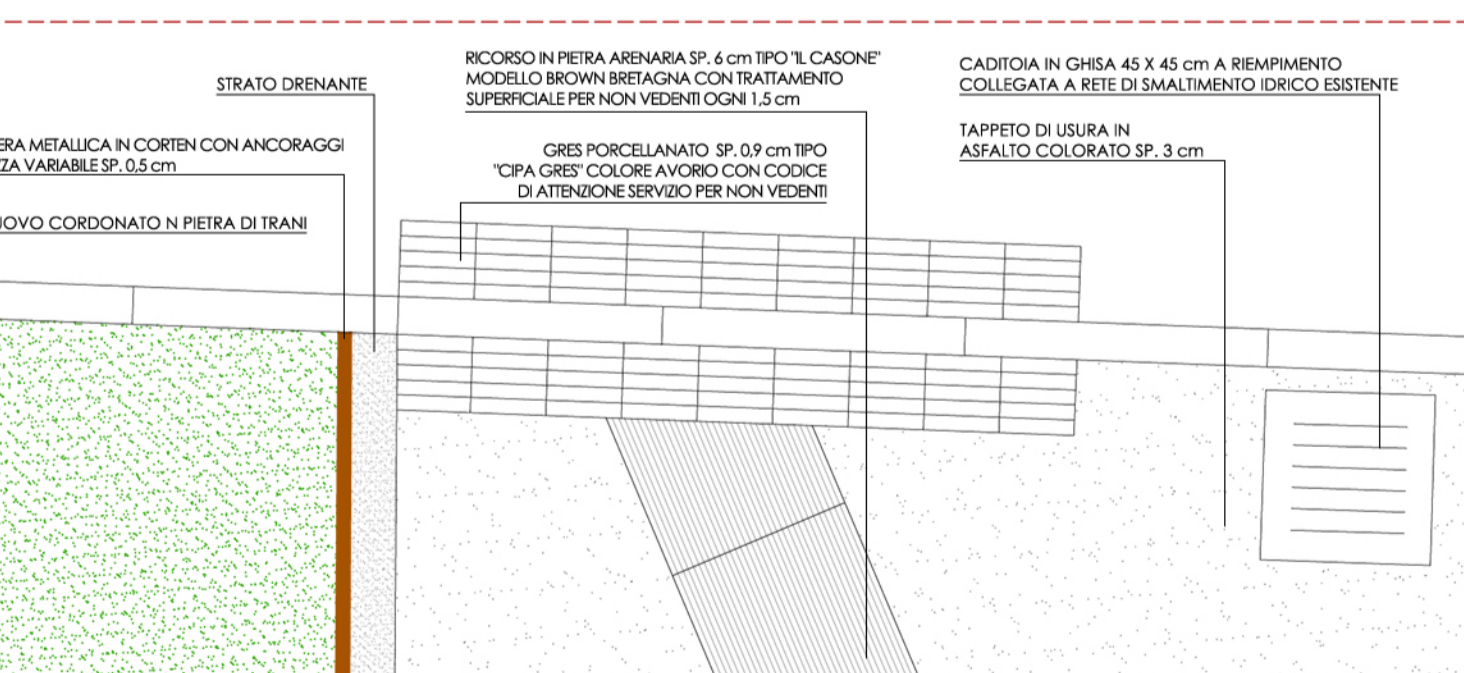 RICORSO IN PIETRA ARENARIA SP. 6 cm TIPO "IL CASONE"
MODELLO BROWN BRETAGNA CON TRATTAMENTO
SUPERFICIALE PER NON VEDENTI OGNI 1,5 cm
CADITOIA IN GHISA 45 X 45 cm A RIEMPIMENTO
COLLEGATA A RETE DI SMALTIMENTO IDRICO ESISTENTE
STRATO DRENANTE
TAPPETO DI USURA IN
ASFALTO COLORATO SP. 3 cm
ERA METALLICA IN CORTEN CON ANCORAGGI
ZZA VARIABILE SP. 0,5 cm
GRES PORCELLANATO SP. 0,9 cm TIPO
"CIPA GRES" COLORE AVORIO CON CODICE
DI ATTENZIONE SERVIZIO PER NON VEDENTI
UOVO CORDONATO N PIETRA DI TRANI